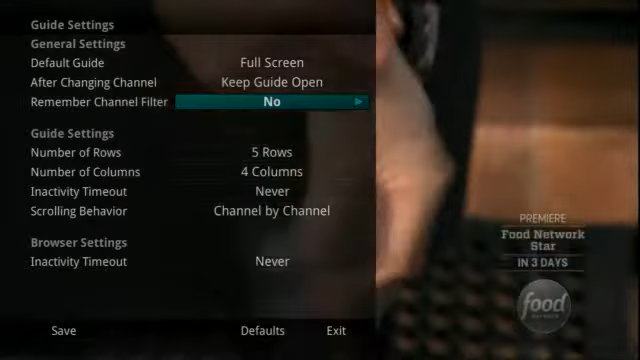 Guide Settings
General Settings
Default Guide Full Screen
After Changing Channel Keep Guide Open
Remember Channel Filter No
Guide Settings
Number of Rows 5 Rows
Number of Columns 4 Columns
Inactivity Timeout Never
Scrolling Behavior Channel by Channel
Browser Settings
Inactivity Timeout Never
Save Defaults Exit
PREMIERE
Food Network
Star
IN 3 DAYS
food
NETWORK